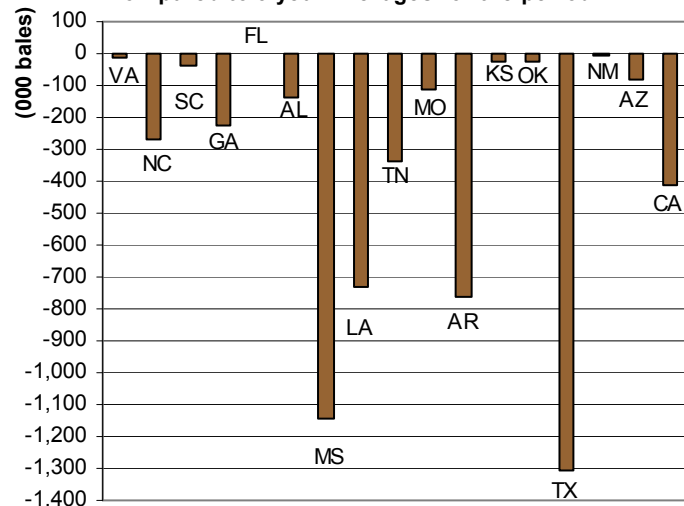 (000 bales)
100
0
-100
-200
-300
-400
-500
-600
-700
-800
-900
-1,000
-1,100
-1,200
-1,300
-1,400
VA
NC
SC
GA
FL
AL
MS
LA
TN
MO
AR
KS
OK
TX
NM
AZ
CA